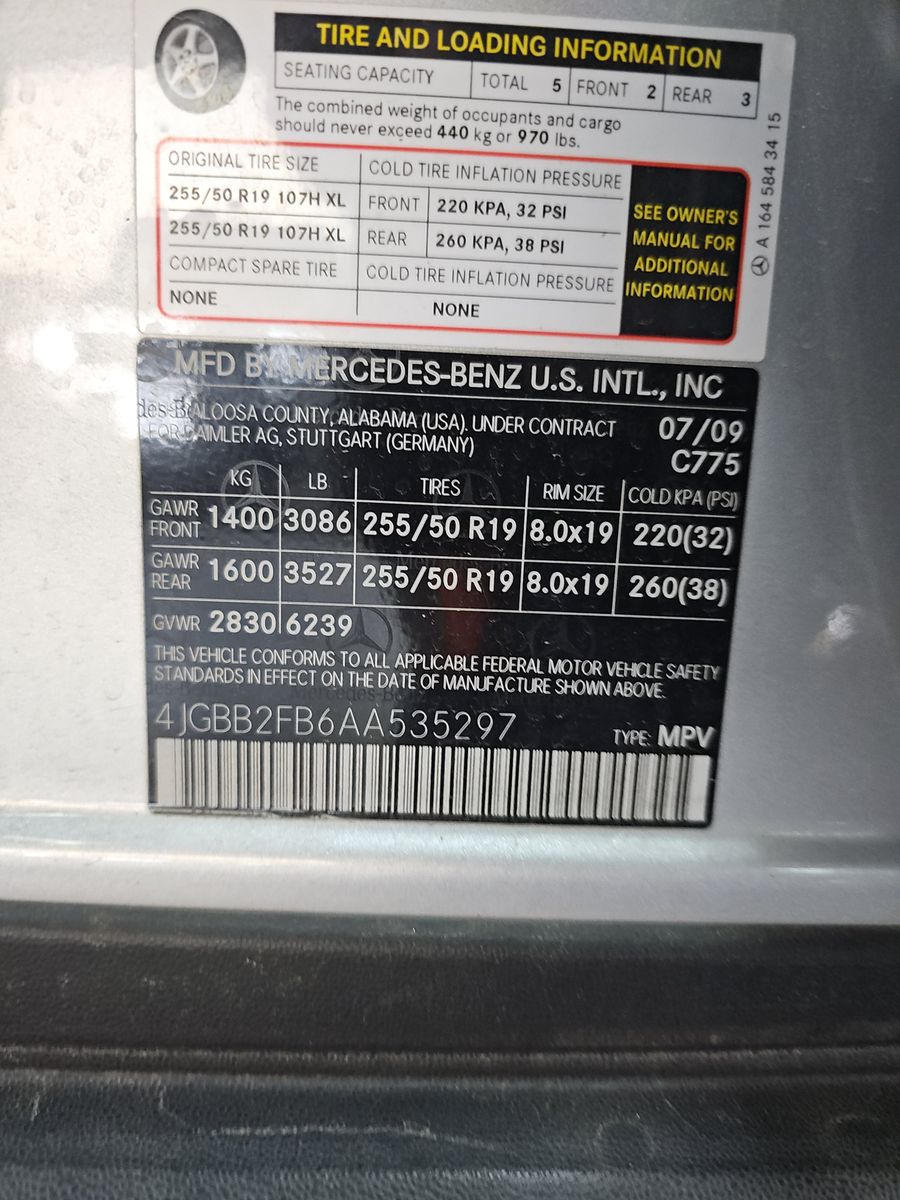 TIRE AND LOADING INFORMATION
SEATING CAPACITY TOTAL 5 FRONT 2 REAR 3
The combined weight of occupants and cargo
should never exceed 440 kg or 970 lbs.
ORIGINAL TIRE SIZE COLD TIRE INFLATION PRESSURE
255/50 R19 107H XL FRONT 220 KPA, 32 PSI
255/50 R19 107H XL REAR 260 KPA, 38 PSI
COMPACT SPARE TIRE COLD TIRE INFLATION PRESSURE
NONE NONE
SEE OWNER'S
MANUAL FOR
ADDITIONAL
INFORMATION
A 164 584 34 15
MFD BY MERCEDES-BENZ U.S. INTL., INC
ALOOSA COUNTY, ALABAMA (USA). UNDER CONTRACT 07/09
FOR DAIMLER AG, STUTTGART (GERMANY) C775
KG LB TIRES RIM SIZE COLD KPA (PSI)
GAWR FRONT 1400 3086 255/50 R19 8.0x19 220(32)
GAWR REAR 1600 3527 255/50 R19 8.0x19 260(38)
GVWR 2830 6239
THIS VEHICLE CONFORMS TO ALL APPLICABLE FEDERAL MOTOR VEHICLE SAFETY
STANDARDS IN EFFECT ON THE DATE OF MANUFACTURE SHOWN ABOVE.
4JGBB2FB6AA535297 TYPE: MPV